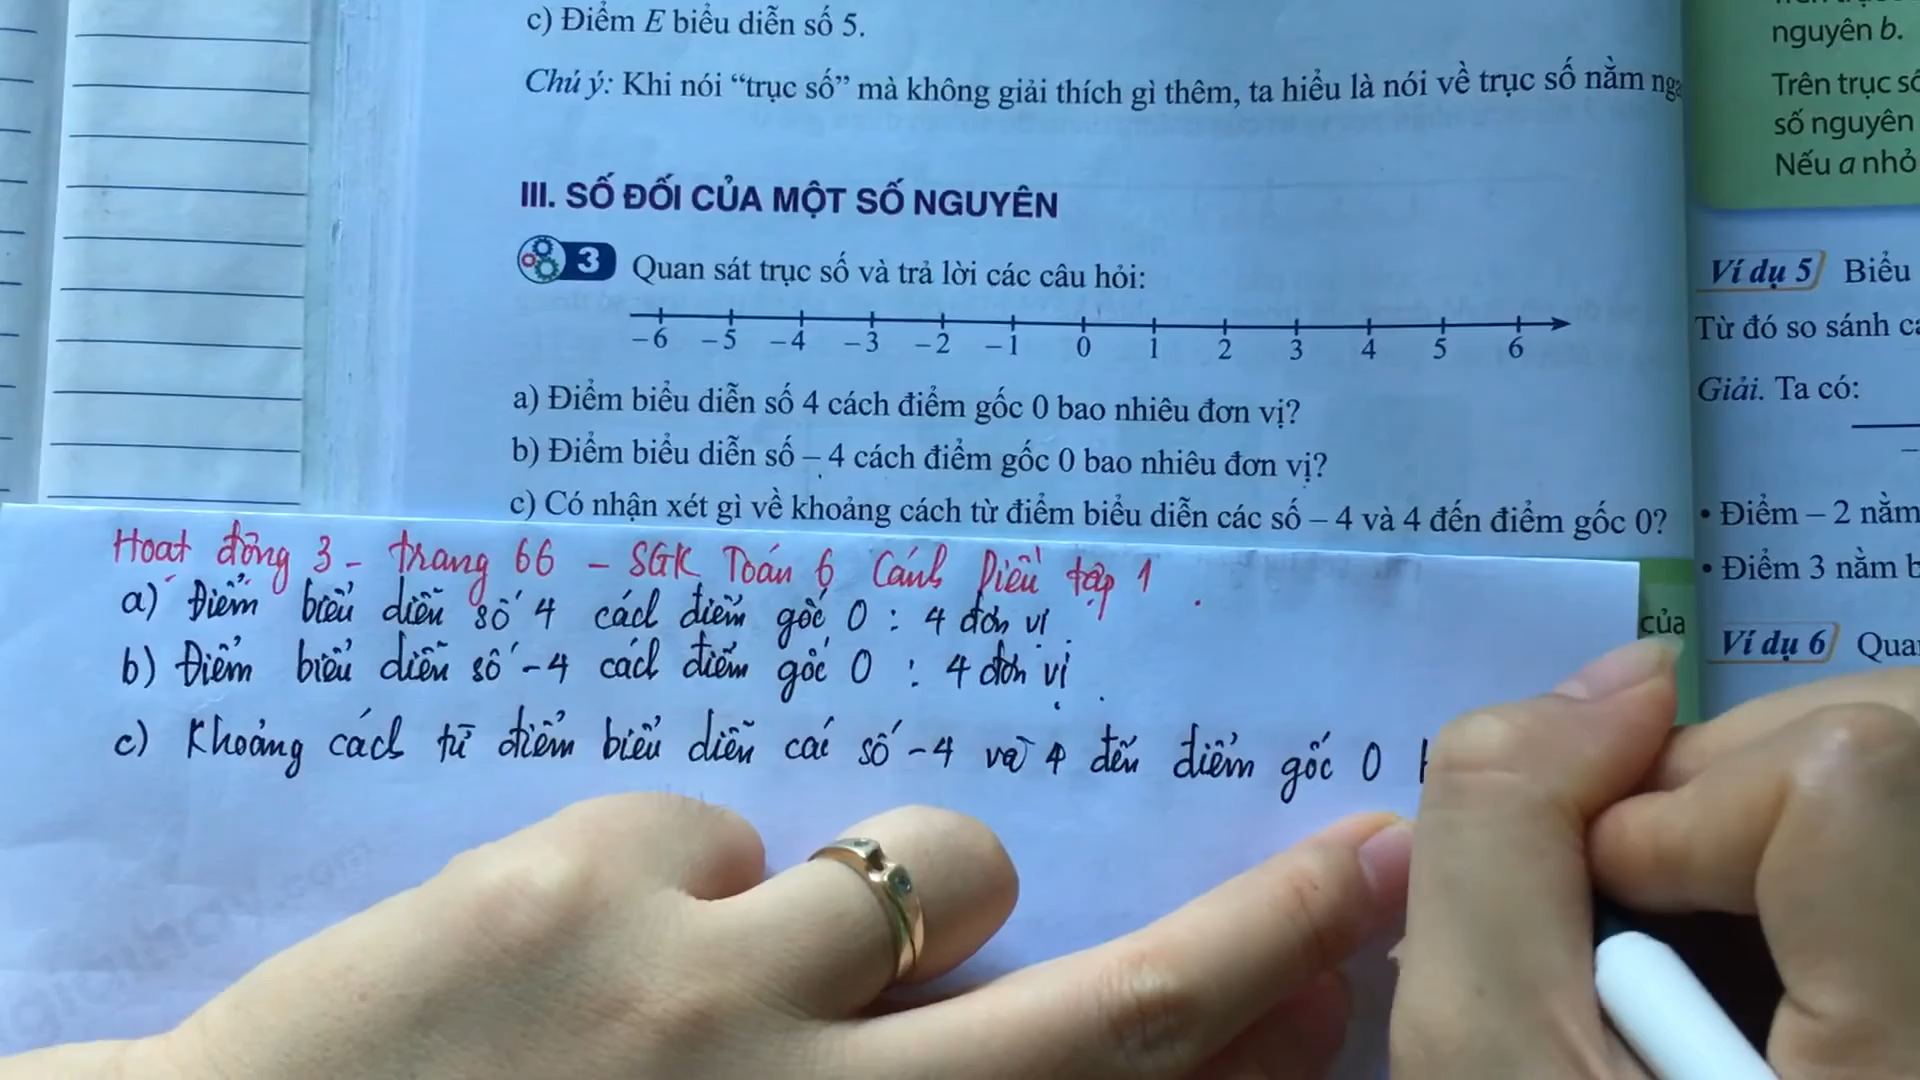 c) Điểm E biểu diễn số 5.
Chú ý: Khi nói “trục số” mà không giải thích gì thêm, ta hiểu là nói về trục số nằm
III. SỐ ĐỐI CỦA MỘT SỐ NGUYÊN
3 Quan sát trục số và trả lời các câu hỏi:
– 6 – 5 – 4 – 3 – 2 – 1 0 1 2 3 4 5 6
a) Điểm biểu diễn số 4 cách điểm gốc 0 bao nhiêu đơn vị?
b) Điểm biểu diễn số – 4 cách điểm gốc 0 bao nhiêu đơn vị?
c) Có nhận xét gì về khoảng cách từ điểm biểu diễn các số – 4 và 4 đến điểm gốc 0?
Hoạt động 3 - trang 66 - SGK Toán 6 Cánh Diều tập 1.
a) Điểm biểu diễn số 4 cách điểm gốc 0 : 4 đơn vị.
b) Điểm biểu diễn số -4 cách điểm gốc 0 : 4 đơn vị.
c) Khoảng cách từ điểm biểu diễn các số -4 và 4 đến điểm gốc 0
của
nguyên b.
Trên trục số
số nguyên
Nếu a nhỏ
Ví dụ 5 Biểu
Từ đó so sánh
Giải. Ta có:
• Điểm – 2 nằm
• Điểm 3 nằm
Ví dụ 6
giaibaitap.com